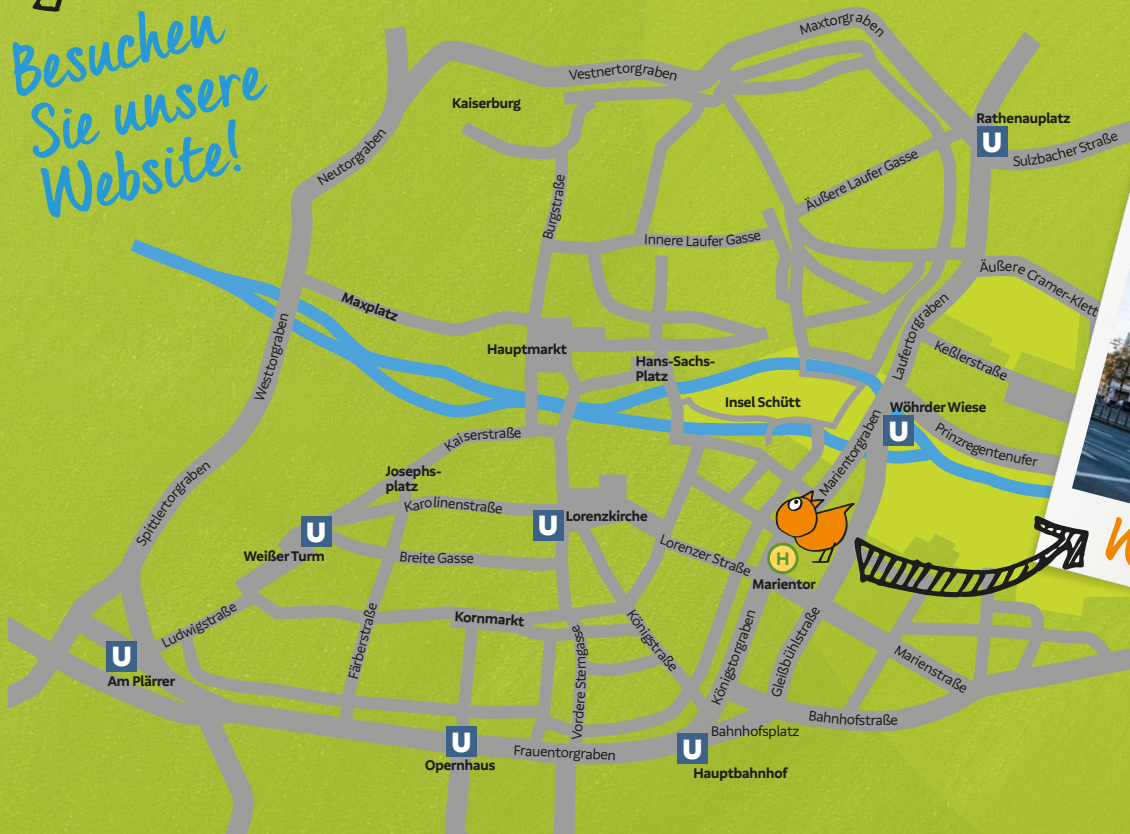 Besuchen
Sie unsere
Website!
Maxtorgraben
Vestnertorgraben
Kaiserburg
Rathenauplatz
U
Sulzbacher Straße
Neutorgraben
Äußere Laufer Gasse
Burgstraße
Innere Laufer Gasse
Äußere Cramer-Klett
Maxplatz
Laufertorgraben
Westtorgraben
Hauptmarkt
Keßlerstraße
Hans-Sachs-
Platz
Insel Schütt
Wöhrder Wiese
U
Kaiserstraße
Marientorgraben
Prinzregentenufer
Josephs-
platz
Spittlertorgraben
Karolinenstraße
U
Lorenzkirche
U
Weißer Turm
Breite Gasse
Lorenzer Straße
H
Marientor
Ludwigstraße
Färberstraße
Kornmarkt
Königstraße
Vordere Sterngasse
Königstorgraben
Gleißbühlstraße
Marienstraße
U
Am Plärrer
Bahnhofstraße
Bahnhofsplatz
U
Opernhaus
Frauentorgraben
U
Hauptbahnhof